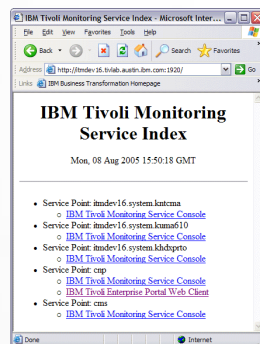 IBM Tivoli Monitoring Service Index - Microsoft Inter...
File Edit View Favorites Tools Help
Back Search Favorites
Address http://itmdev16.tivlab.austin.ibm.com:1920/ Go
Links IBM Business Transformation Homepage
IBM Tivoli Monitoring
Service Index
Mon, 08 Aug 2005 15:50:18 GMT
Service Point: itmdev16.system.kntcma
IBM Tivoli Monitoring Service Console
Service Point: itmdev16.system.kuma610
IBM Tivoli Monitoring Service Console
Service Point: itmdev16.system.khdxprto
IBM Tivoli Monitoring Service Console
Service Point: cnp
IBM Tivoli Monitoring Service Console
IBM Tivoli Enterprise Portal Web Client
Service Point: cms
IBM Tivoli Monitoring Service Console
Done Internet